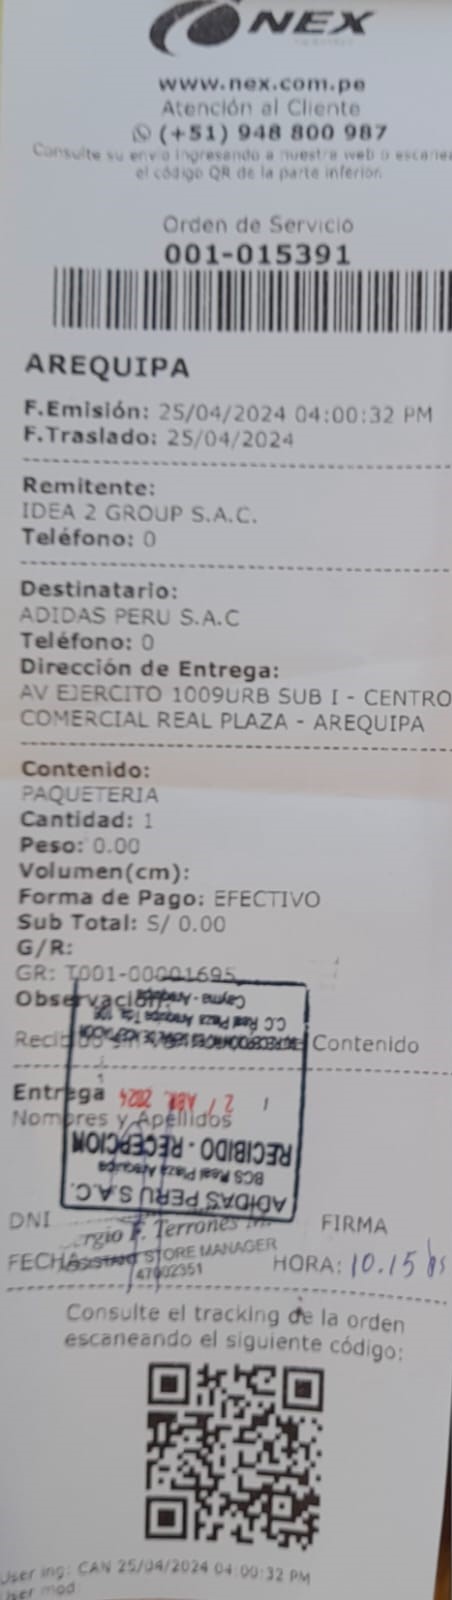 NEX
www.nex.com.pe
Atención al Cliente
(+51) 948 800 987
Consulte su envío ingresando a nuestra web o escanea
el código QR de la parte inferior.
Orden de Servicio
001-015391
AREQUIPA
F.Emisión: 25/04/2024 04:00:32 PM
F.Traslado: 25/04/2024
Remitente:
IDEA 2 GROUP S.A.C.
Teléfono: 0
Destinatario:
ADIDAS PERU S.A.C
Teléfono: 0
Dirección de Entrega:
AV EJERCITO 1009URB SUB I - CENTRO
COMERCIAL REAL PLAZA - AREQUIPA
Contenido:
PAQUETERIA
Cantidad: 1
Peso: 0.00
Volumen(cm):
Forma de Pago: EFECTIVO
Sub Total: S/ 0.00
G/R:
GR: T001-00001695
Observación:
Contenido
Entrega
Nombres y Apellidos
ADIDAS PERU S.A.C.
BCS Real Plaza Arequipa
RECIBIDO - RECEPCION
ABR. 2024
C.C. Real Plaza Arequipa
Cayma - Arequipa
DNI
Terrones
FIRMA
STORE MANAGER
47002351
FECHA:
HORA: 10.15 hs
Consulte el tracking de la orden
escaneando el siguiente código:
User ing: CAN 25/04/2024 04:00:32 PM
User mod: